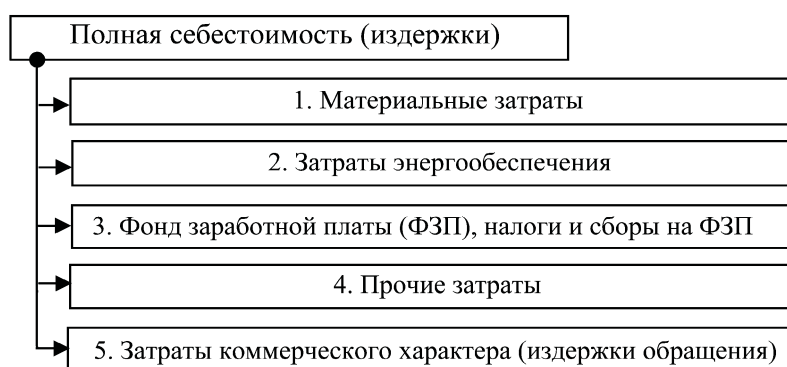 Полная себестоимость (издержки)
1. Материальные затраты
2. Затраты энергообеспечения
3. Фонд заработной платы (ФЗП), налоги и сборы на ФЗП
4. Прочие затраты
5. Затраты коммерческого характера (издержки обращения)